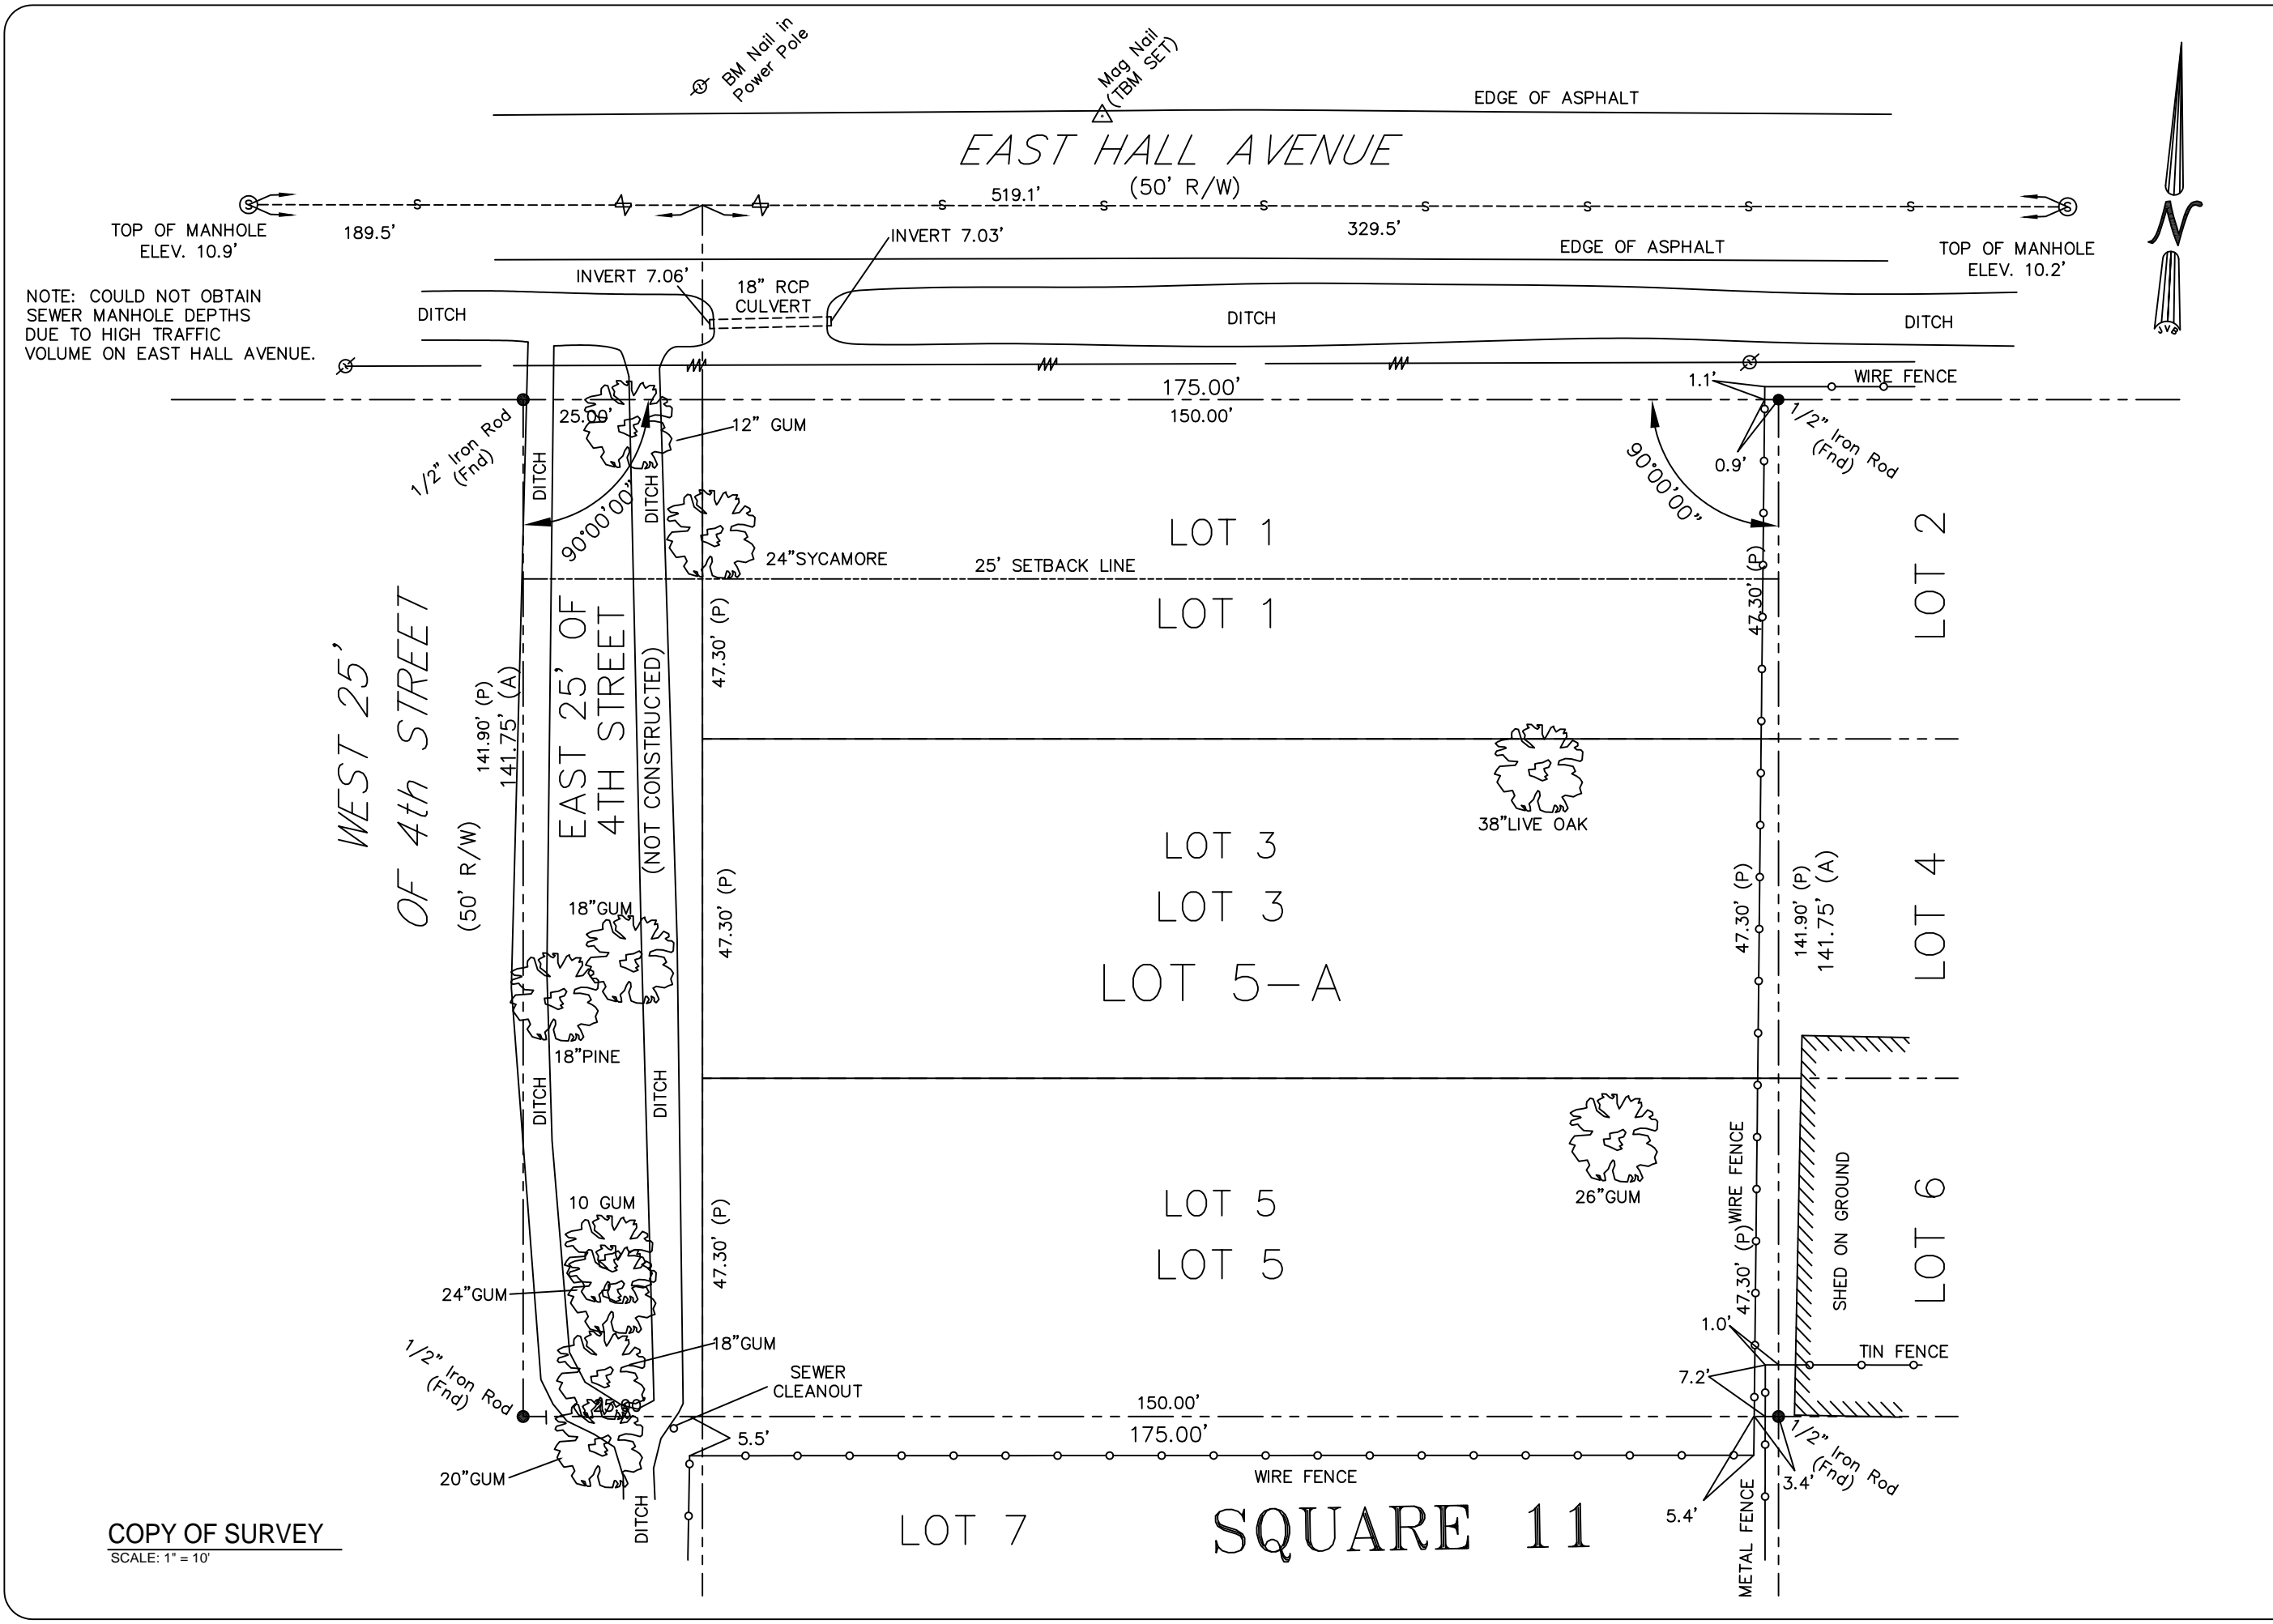 BM Nail in
Power Pole
Mag Nail
(TBM SET)
EDGE OF ASPHALT
EAST HALL AVENUE
(50' R/W)
519.1'
S
S
S
S
S
S
S
S
S
S
TOP OF MANHOLE
ELEV. 10.9'
189.5'
329.5'
INVERT 7.03'
EDGE OF ASPHALT
TOP OF MANHOLE
ELEV. 10.2'
N
JVB
INVERT 7.06'
18" RCP
CULVERT
NOTE: COULD NOT OBTAIN
SEWER MANHOLE DEPTHS
DUE TO HIGH TRAFFIC
VOLUME ON EAST HALL AVENUE.
DITCH
DITCH
DITCH
175.00'
150.00'
25.00'
1.1'
WIRE FENCE
1/2" Iron Rod
(Fnd)
12" GUM
0.9'
1/2" Iron Rod
(Fnd)
DITCH
DITCH
90°00'00"
90°00'00"
LOT 1
24"SYCAMORE
25' SETBACK LINE
LOT 1
LOT 2
47.30' (P)
47.30' (P)
WEST 25'
OF 4th STREET
(50' R/W)
141.90' (P)
141.75' (A)
EAST 25' OF
4TH STREET
(NOT CONSTRUCTED)
38"LIVE OAK
LOT 3
LOT 3
LOT 5-A
LOT 4
47.30' (P)
47.30' (P)
141.90' (P)
141.75' (A)
18"GUM
18"PINE
DITCH
DITCH
26"GUM
WIRE FENCE
SHED ON GROUND
LOT 6
10 GUM
LOT 5
LOT 5
47.30' (P)
47.30' (P)
24"GUM
1.0'
TIN FENCE
18"GUM
7.2'
1/2" Iron Rod
(Fnd)
SEWER
CLEANOUT
25.00
150.00'
175.00'
5.5'
1/2" Iron Rod
(Fnd)
3.4'
20"GUM
WIRE FENCE
5.4'
DITCH
LOT 7
SQUARE 11
METAL FENCE
COPY OF SURVEY
SCALE: 1" = 10'